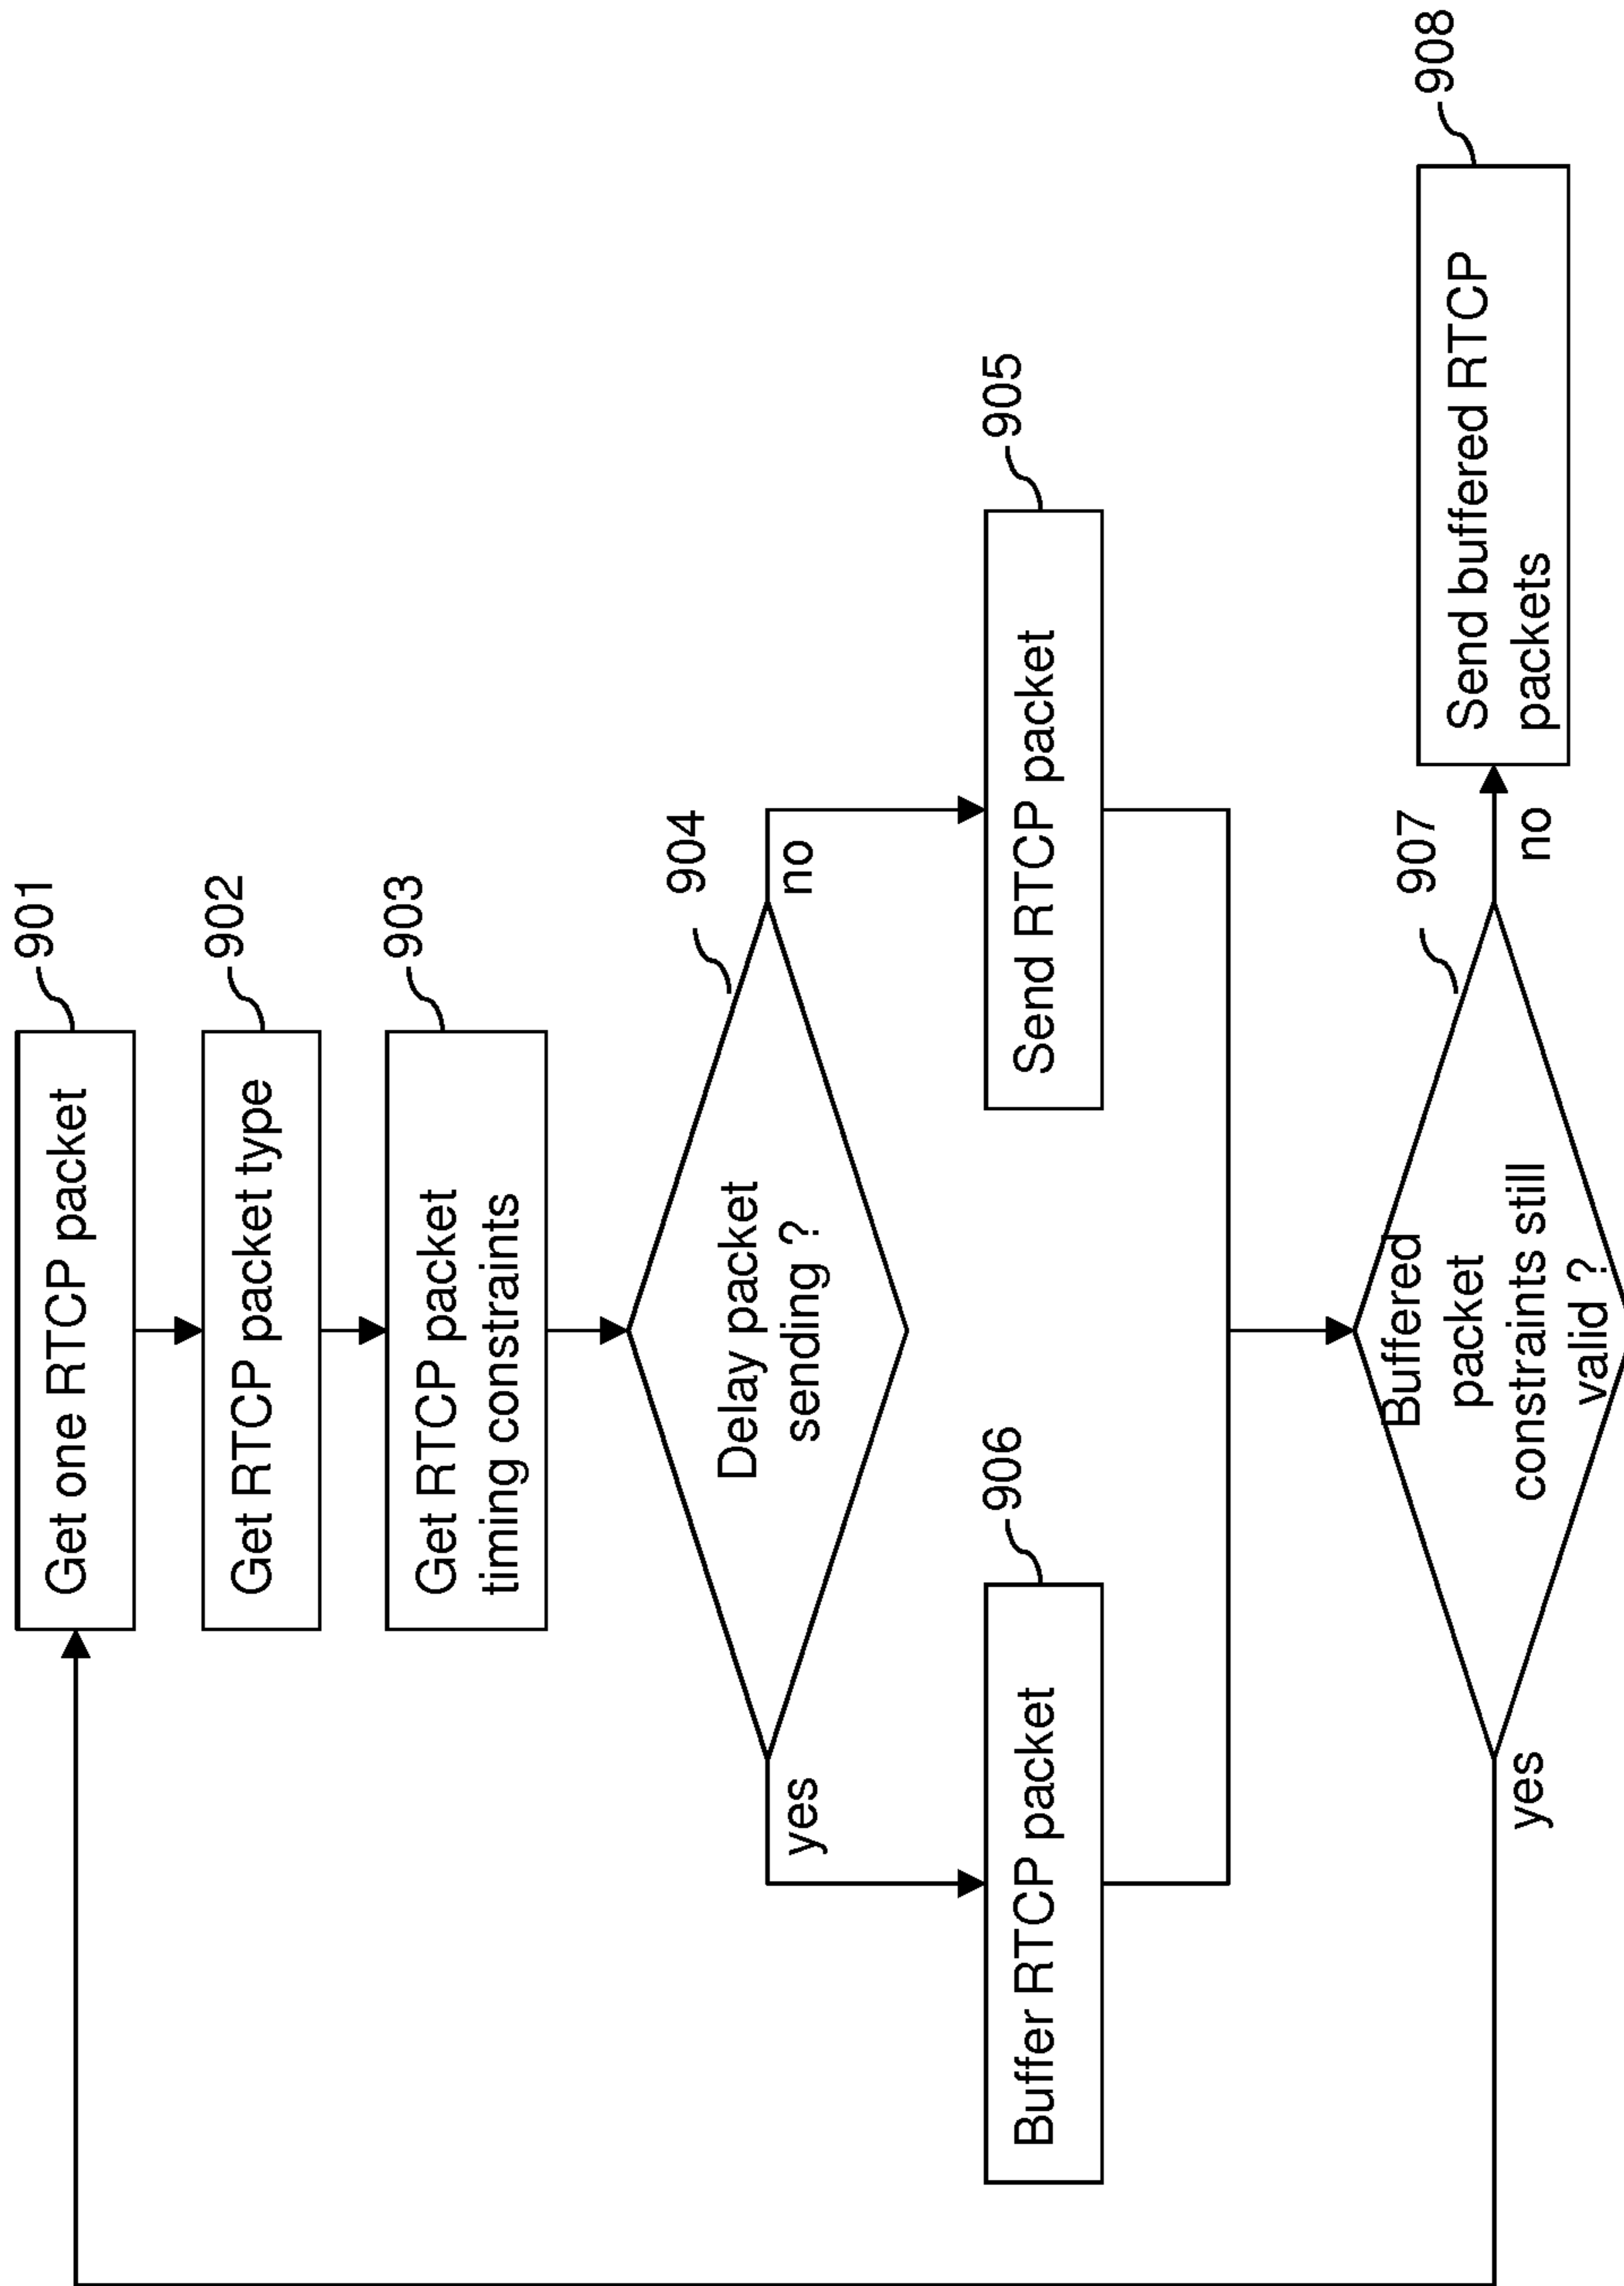 Get one RTCP packet
901
Get RTCP packet type
902
Get RTCP packet
timing constraints
903
Delay packet
sending ?
904
yes
no
Buffer RTCP packet
906
Send RTCP packet
905
Buffered
packet
constraints still
valid ?
907
yes
no
Send buffered RTCP
packets
908